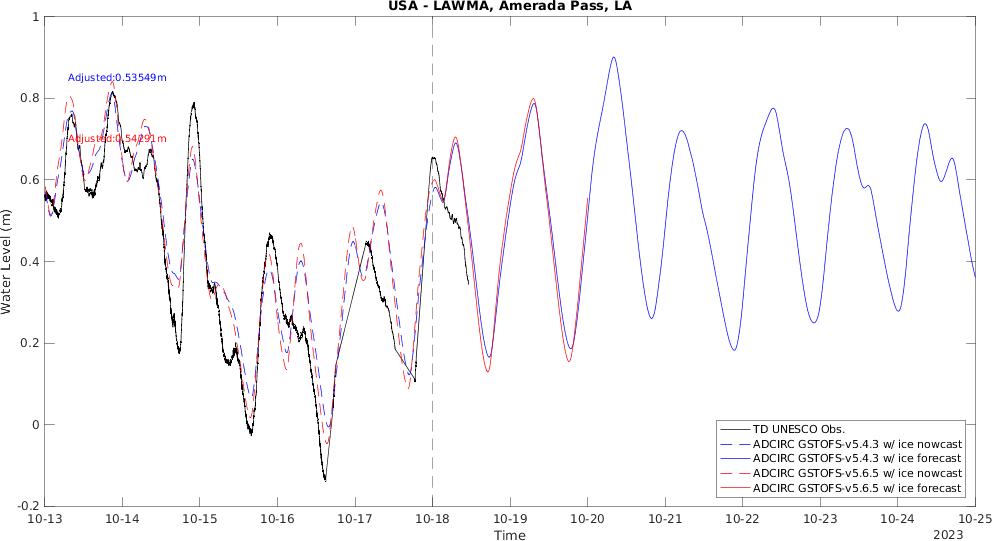 USA - LAWMA, Amerada Pass, LA
1
0.8
0.6
0.4
0.2
0
-0.2
Water Level (m)
Adjusted:0.53549m
Adjusted:0.54291m
TD UNESCO Obs.
ADCIRC GSTOFS-v5.4.3 w/ ice nowcast
ADCIRC GSTOFS-v5.4.3 w/ ice forecast
ADCIRC GSTOFS-v5.6.5 w/ ice nowcast
ADCIRC GSTOFS-v5.6.5 w/ ice forecast
10-13 10-14 10-15 10-16 10-17 10-18 10-19 10-20 10-21 10-22 10-23 10-24 10-25
Time
2023